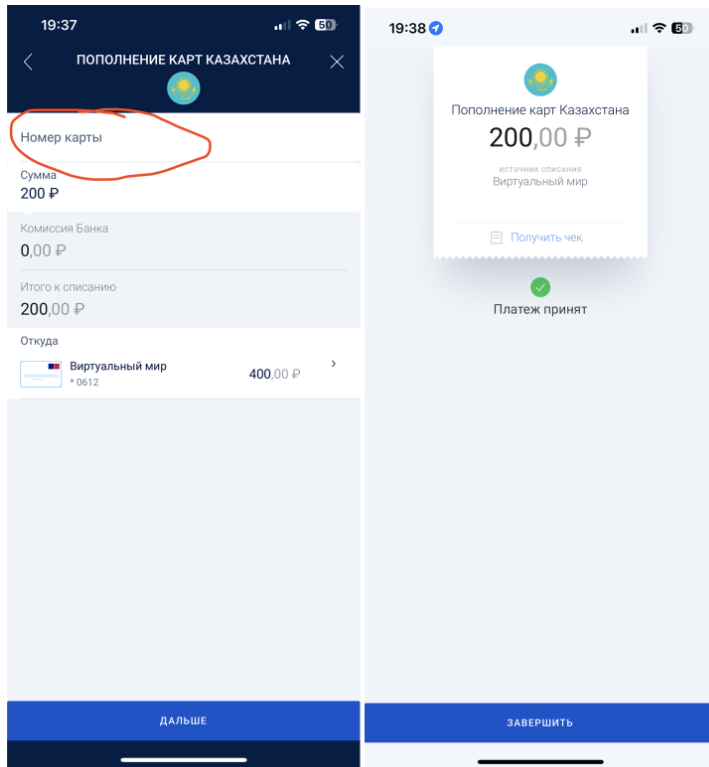 19:37
50
ПОПОЛНЕНИЕ КАРТ КАЗАХСТАНА
Номер карты
Сумма
200 ₽
Комиссия Банка
0,00 ₽
Итого к списанию
200,00 ₽
Откуда
Виртуальный мир
400,00 ₽
* 0612
ДАЛЬШЕ
19:38
50
Пополнение карт Казахстана
200,00 ₽
источник списания
Виртуальный мир
Получить чек
Платеж принят
ЗАВЕРШИТЬ